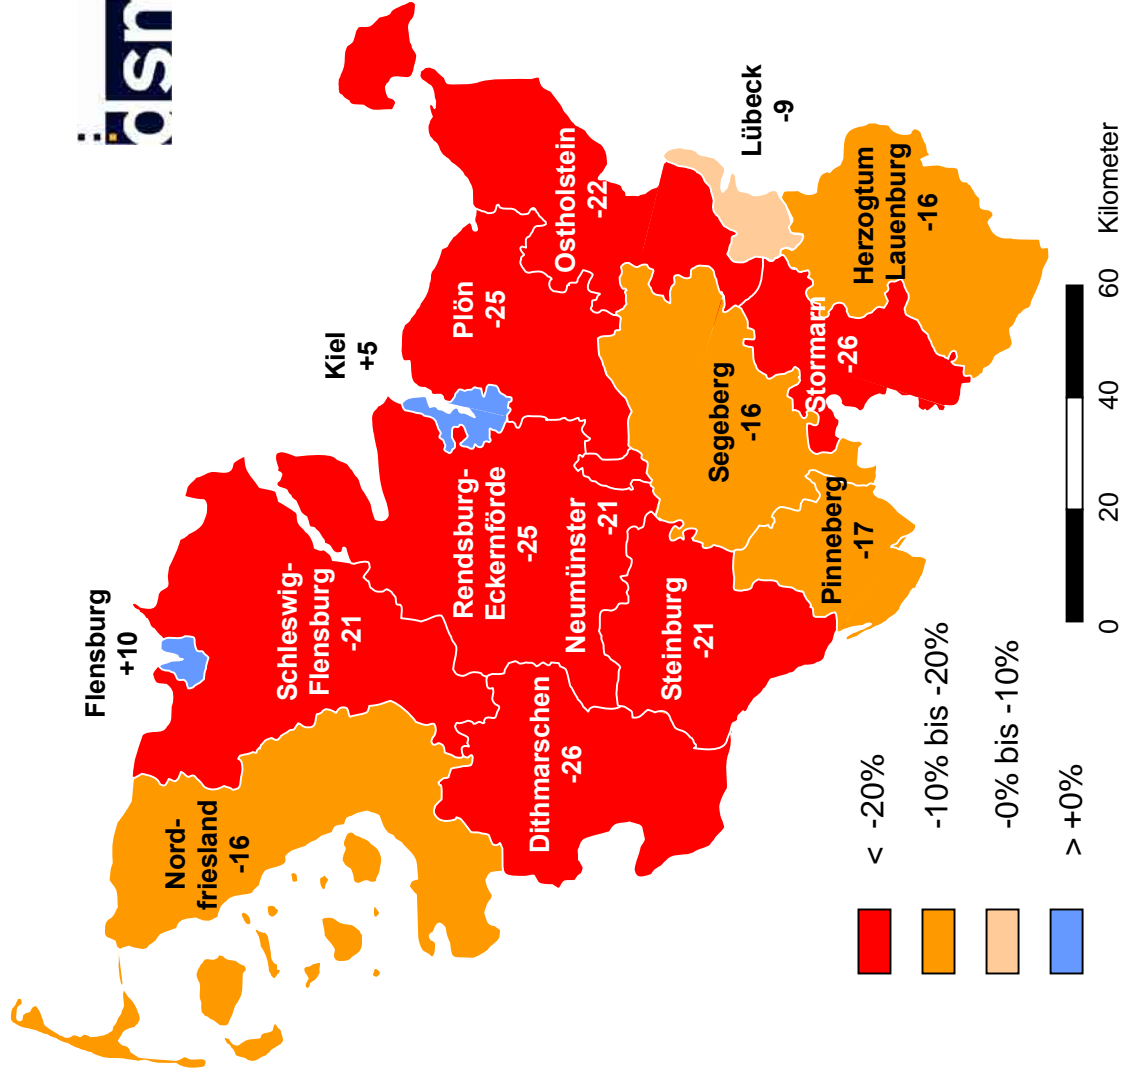 dsn
Flensburg
+10
Nord-
friesland
-16
Schleswig-
Flensburg
-21
Kiel
+5
Rendsburg-
Eckernförde
-25
Plön
-25
Ostholstein
-22
Dithmarschen
-26
Neumünster
-21
Steinburg
-21
Segeberg
-16
Lübeck
-9
Pinneberg
-17
Stormarn
-26
Herzogtum
Lauenburg
-16
< -20%
-10% bis -20%
-0% bis -10%
> +0%
0 20 40 60 Kilometer